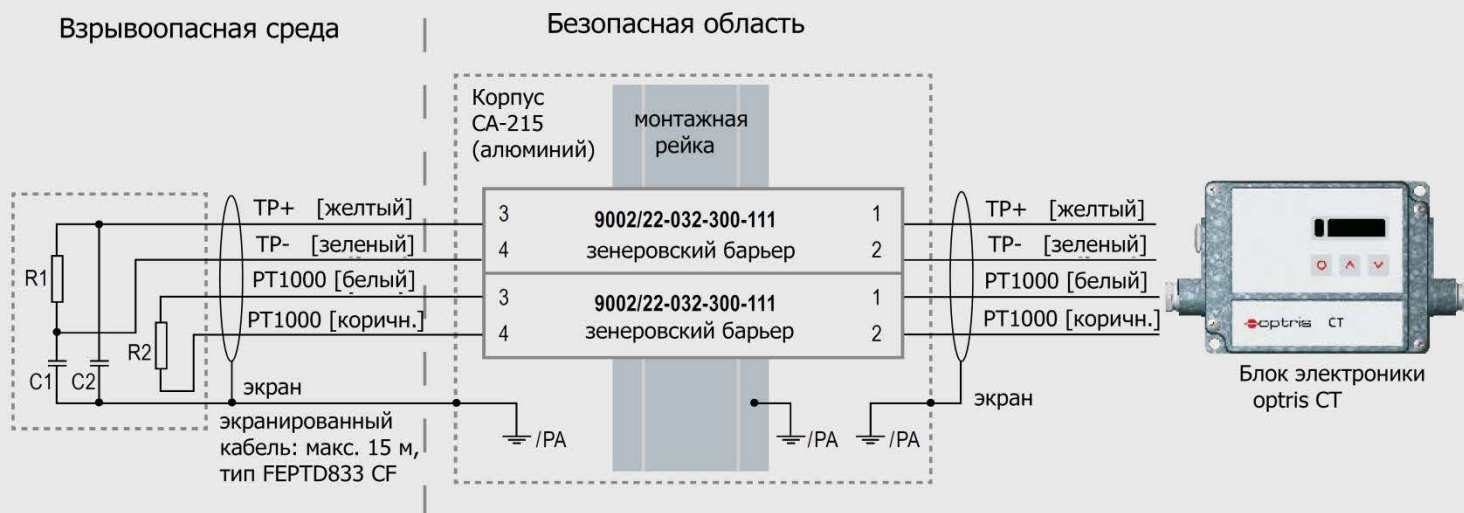 Взрывоопасная среда
Безопасная область
Корпус
CA-215
(алюминий)
монтажная
рейка
TP+ [желтый]
TP- [зеленый]
PT1000 [белый]
PT1000 [коричн.]
R1
R2
C1
C2
экран
экранированный
кабель: макс. 15 м,
тип FEPTD833 CF
3
4
9002/22-032-300-111
зенеровский барьер
1
2
3
4
9002/22-032-300-111
зенеровский барьер
1
2
/PA
/PA
/PA
TP+ [желтый]
TP- [зеленый]
PT1000 [белый]
PT1000 [коричн.]
экран
optris CT
Блок электроники
optris CT